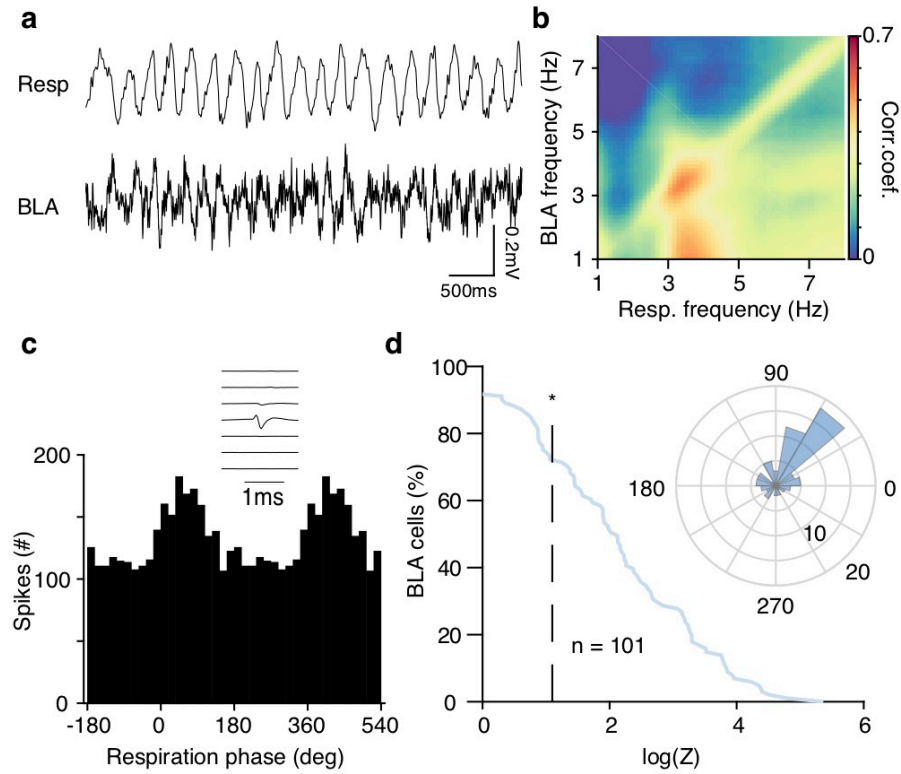 a
Resp
BLA
0.2mV
500ms
b
BLA frequency (Hz)
7
5
3
1
1 3 5 7
Resp. frequency (Hz)
0.7
0
Corr.coef.
c
1ms
Spikes (#)
200
100
0
-180 0 180 360 540
Respiration phase (deg)
d
BLA cells (%)
100
80
60
40
20
0
*
n = 101
0 2 4 6
log(Z)
90
180
0
10
20
270